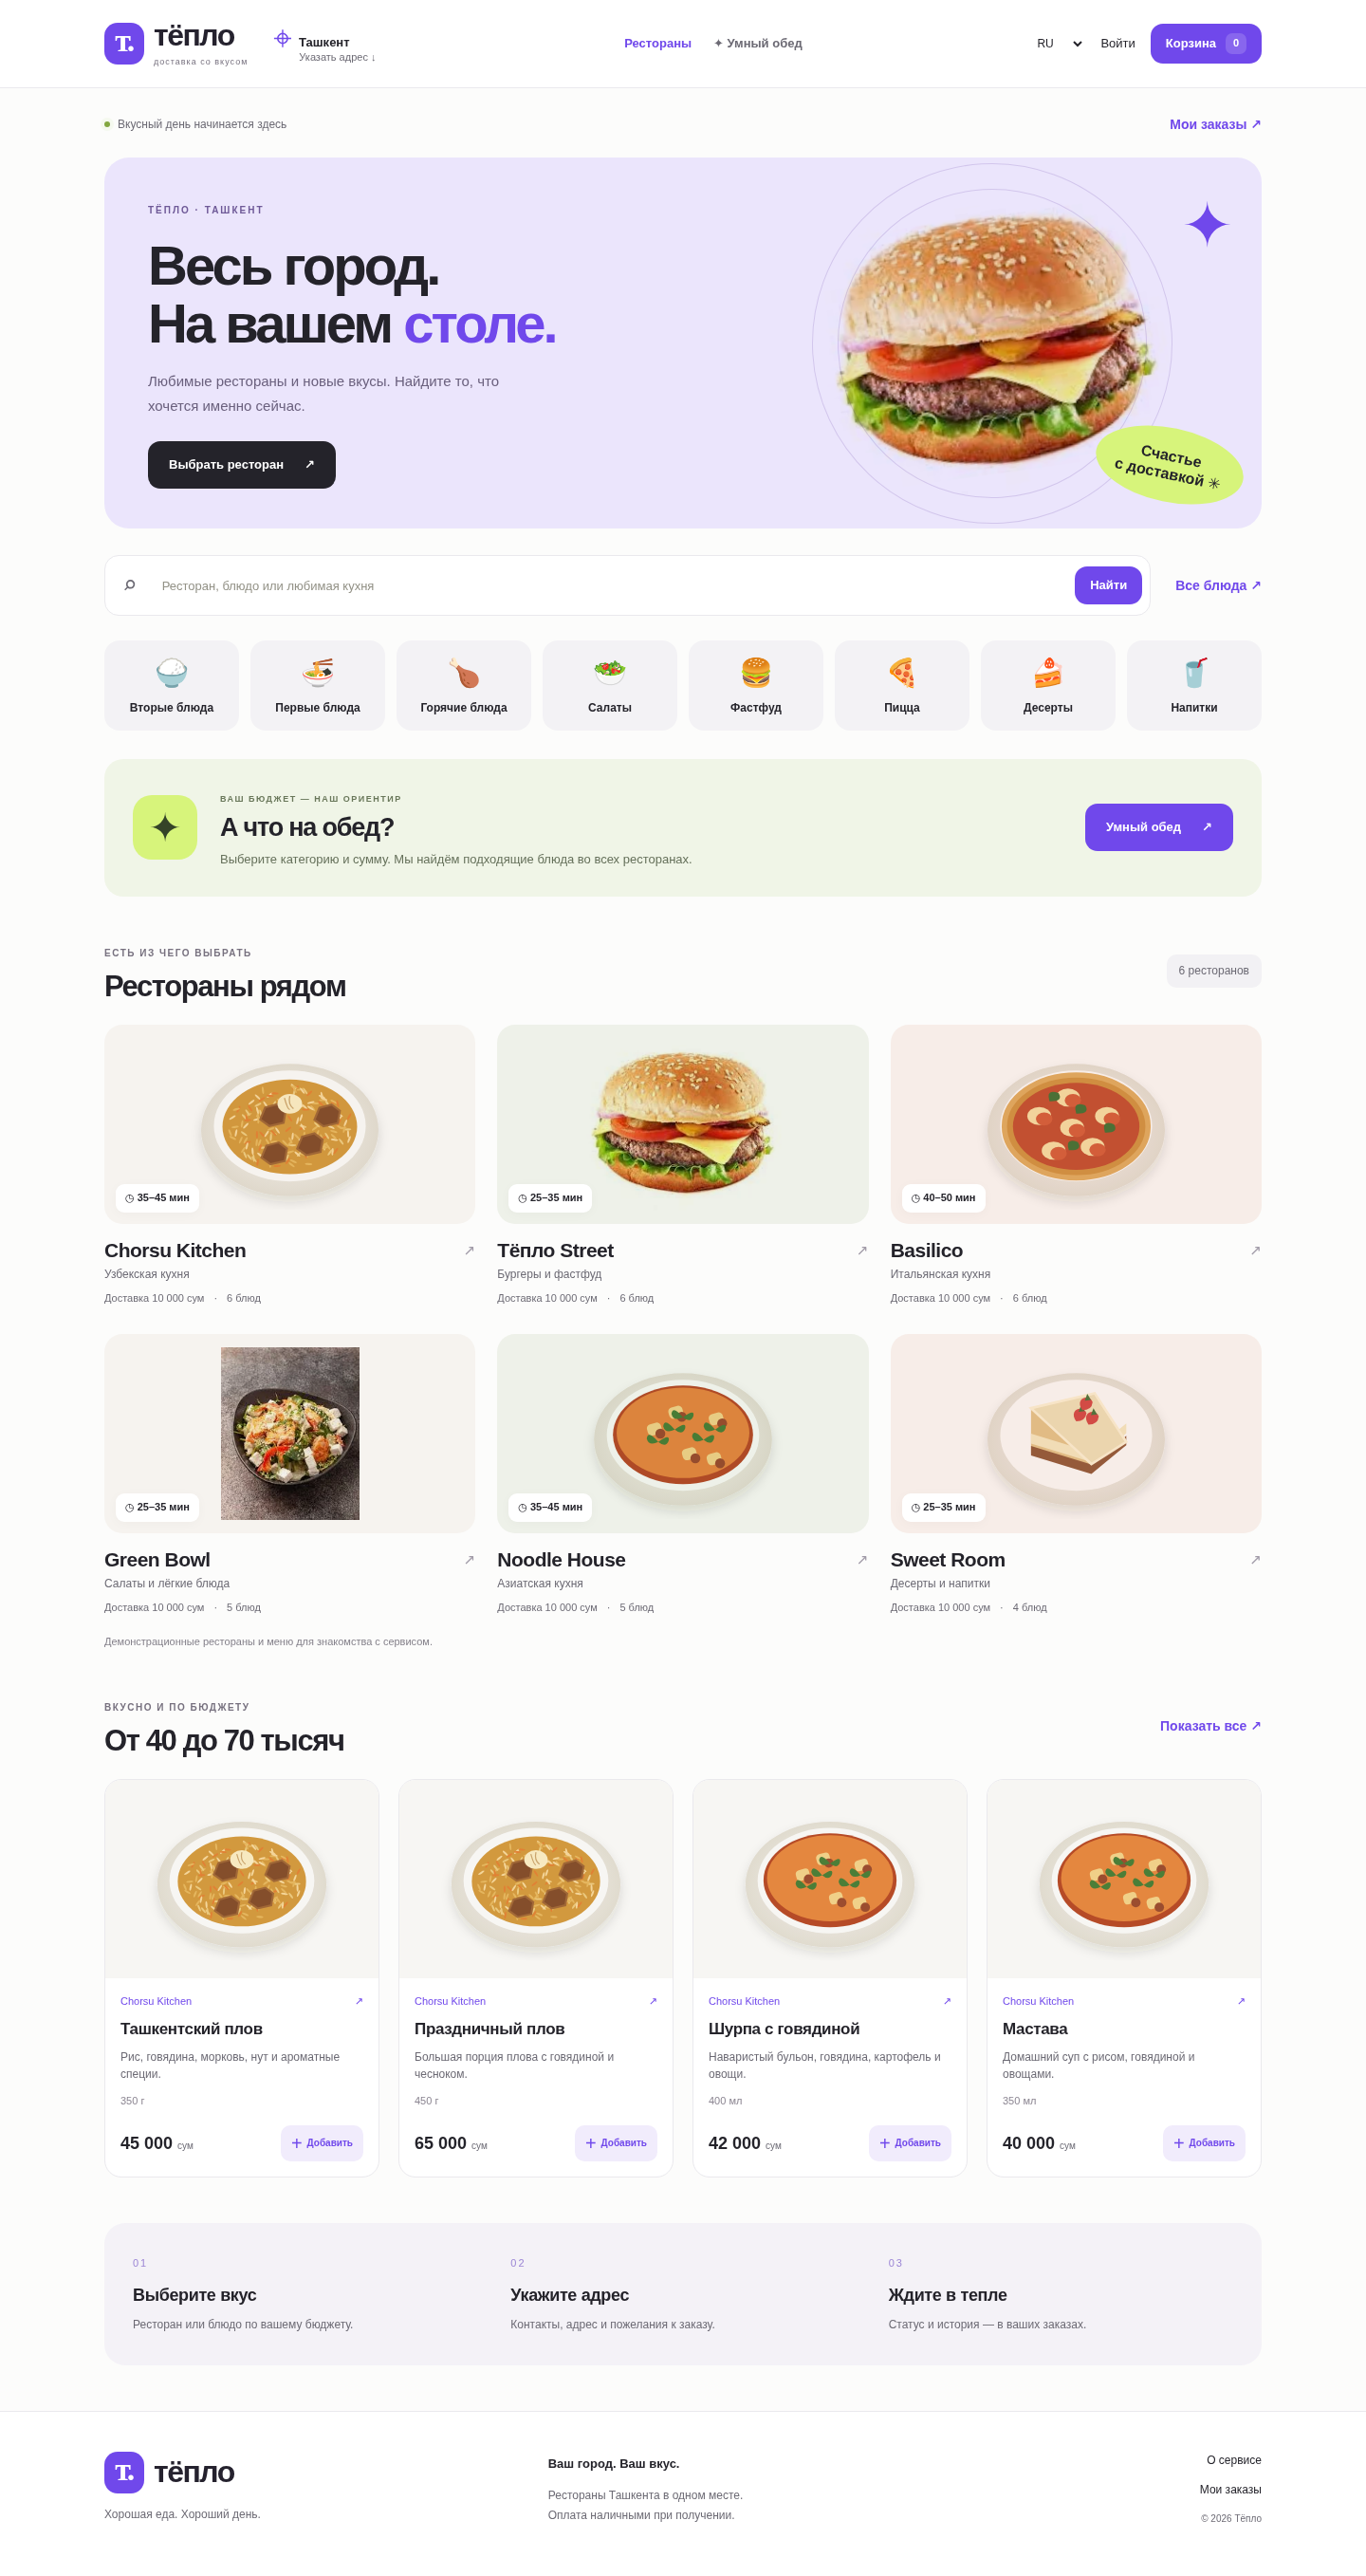 т.
тёпло
доставка со вкусом
Ташкент
Указать адрес ↓
Рестораны
✦ Умный обед
RU
Войти
Корзина 0
Вкусный день начинается здесь
Мои заказы ↗
ТЁПЛО · ТАШКЕНТ
Весь город.
На вашем столе.
Любимые рестораны и новые вкусы. Найдите то, что
хочется именно сейчас.
Выбрать ресторан ↗
Счастье
с доставкой ✳
Ресторан, блюдо или любимая кухня
Найти
Все блюда ↗
Вторые блюда
Первые блюда
Горячие блюда
Салаты
Фастфуд
Пицца
Десерты
Напитки
ВАШ БЮДЖЕТ — НАШ ОРИЕНТИР
А что на обед?
Выберите категорию и сумму. Мы найдём подходящие блюда во всех ресторанах.
Умный обед ↗
ЕСТЬ ИЗ ЧЕГО ВЫБРАТЬ
Рестораны рядом
6 ресторанов
35–45 мин
Chorsu Kitchen ↗
Узбекская кухня
Доставка 10 000 сум · 6 блюд
25–35 мин
Тёпло Street ↗
Бургеры и фастфуд
Доставка 10 000 сум · 6 блюд
40–50 мин
Basilico ↗
Итальянская кухня
Доставка 10 000 сум · 6 блюд
25–35 мин
Green Bowl ↗
Салаты и лёгкие блюда
Доставка 10 000 сум · 5 блюд
35–45 мин
Noodle House ↗
Азиатская кухня
Доставка 10 000 сум · 5 блюд
25–35 мин
Sweet Room ↗
Десерты и напитки
Доставка 10 000 сум · 4 блюд
Демонстрационные рестораны и меню для знакомства с сервисом.
ВКУСНО И ПО БЮДЖЕТУ
От 40 до 70 тысяч
Показать все ↗
Chorsu Kitchen ↗
Ташкентский плов
Рис, говядина, морковь, нут и ароматные
специи.
350 г
45 000 сум
+ Добавить
Chorsu Kitchen ↗
Праздничный плов
Большая порция плова с говядиной и
чесноком.
450 г
65 000 сум
+ Добавить
Chorsu Kitchen ↗
Шурпа с говядиной
Наваристый бульон, говядина, картофель и
овощи.
400 мл
42 000 сум
+ Добавить
Chorsu Kitchen ↗
Мастава
Домашний суп с рисом, говядиной и
овощами.
350 мл
40 000 сум
+ Добавить
01
Выберите вкус
Ресторан или блюдо по вашему бюджету.
02
Укажите адрес
Контакты, адрес и пожелания к заказу.
03
Ждите в тепле
Статус и история — в ваших заказах.
т.
тёпло
Хорошая еда. Хороший день.
Ваш город. Ваш вкус.
Рестораны Ташкента в одном месте.
Оплата наличными при получении.
О сервисе
Мои заказы
© 2026 Тёпло